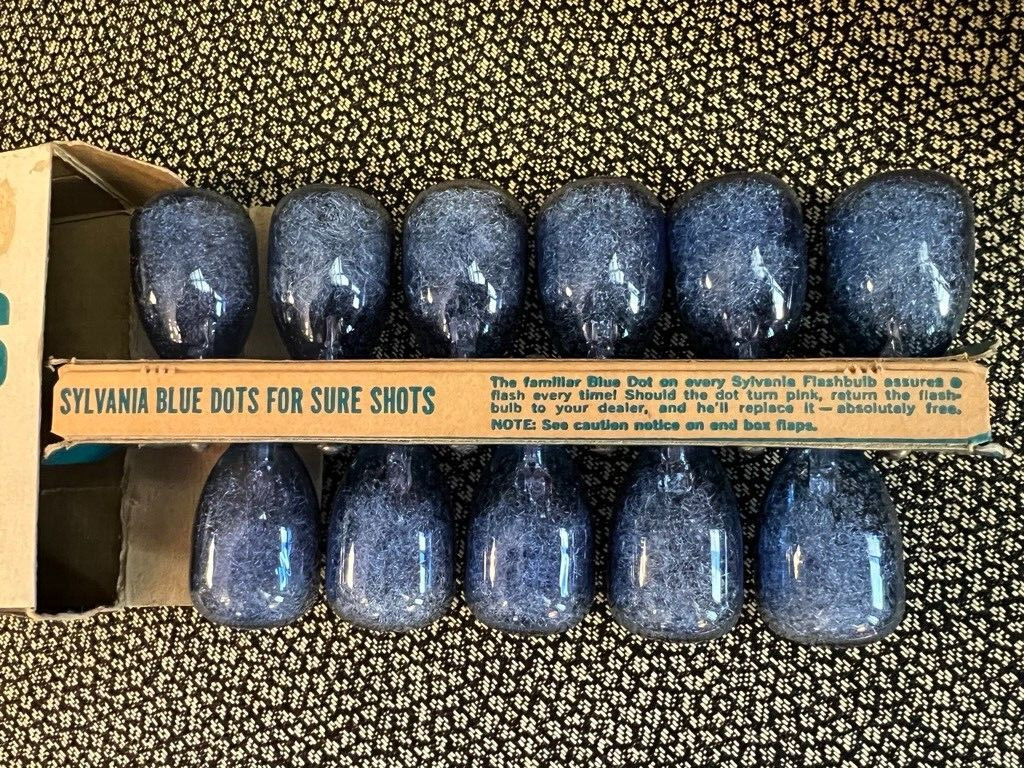 SYLVANIA BLUE DOTS FOR SURE SHOTS
The familiar Blue Dot on every Sylvania Flashbulb assures a
flash every time! Should the dot turn pink, return the flash-
bulb to your dealer, and he'll replace it — absolutely free.
NOTE: See caution notice on end box flaps.